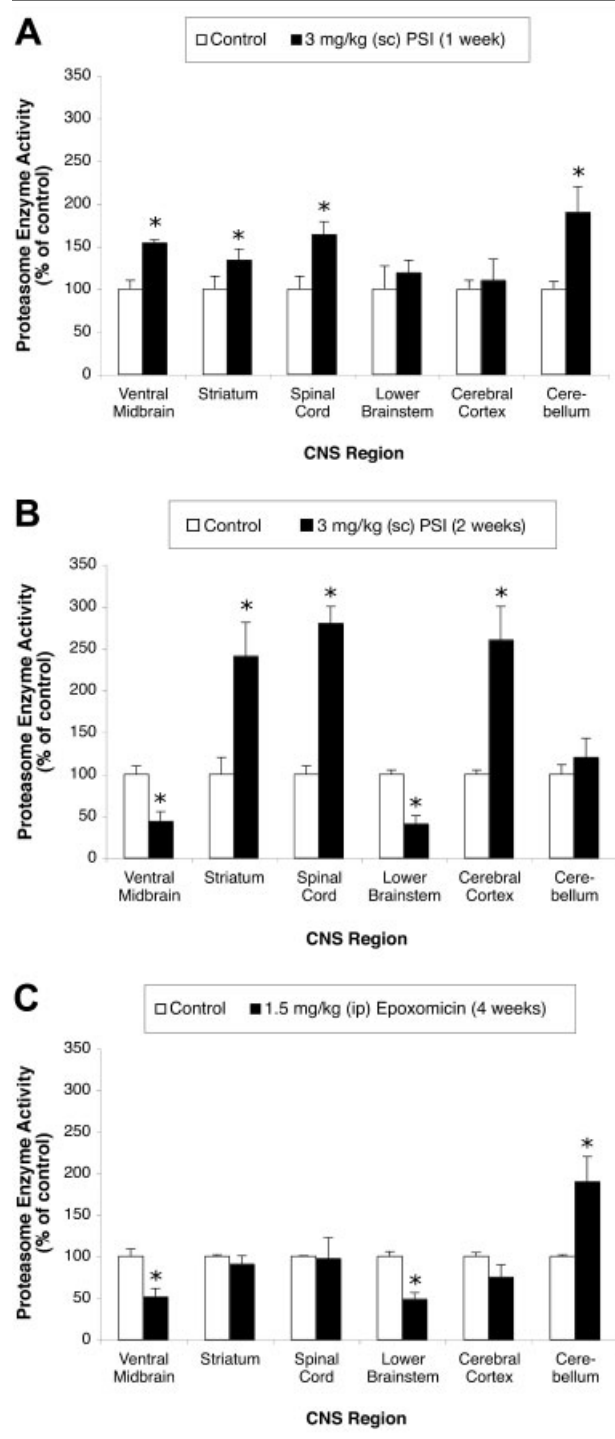 A
Control 3 mg/kg (sc) PSI (1 week)
Proteasome Enzyme Activity
(% of control)
350
300
250
200
150
100
50
0
* * * *
Ventral Midbrain
Striatum
Spinal Cord
Lower Brainstem
Cerebral Cortex
Cere-bellum
CNS Region
B
Control 3 mg/kg (sc) PSI (2 weeks)
Proteasome Enzyme Activity
(% of control)
350
300
250
200
150
100
50
0
* * * * *
Ventral Midbrain
Striatum
Spinal Cord
Lower Brainstem
Cerebral Cortex
Cere-bellum
CNS Region
C
Control 1.5 mg/kg (ip) Epoxomicin (4 weeks)
Proteasome Enzyme Activity
(% of control)
350
300
250
200
150
100
50
0
* * *
Ventral Midbrain
Striatum
Spinal Cord
Lower Brainstem
Cerebral Cortex
Cere-bellum
CNS Region